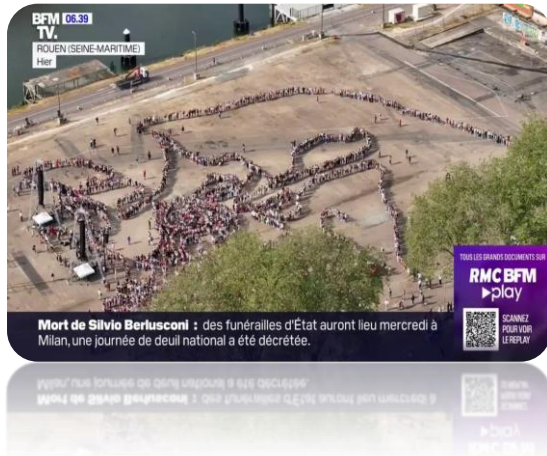 BFM 06.39
TV.
ROUEN (SEINE-MARITIME)
Hier
TOUS LES GRANDS DOCUMENTS SUR
RMC BFM
play
SCANNEZ
POUR VOIR
LE REPLAY
Mort de Silvio Berlusconi : des funérailles d'État auront lieu mercredi à
Milan, une journée de deuil national a été décrétée.